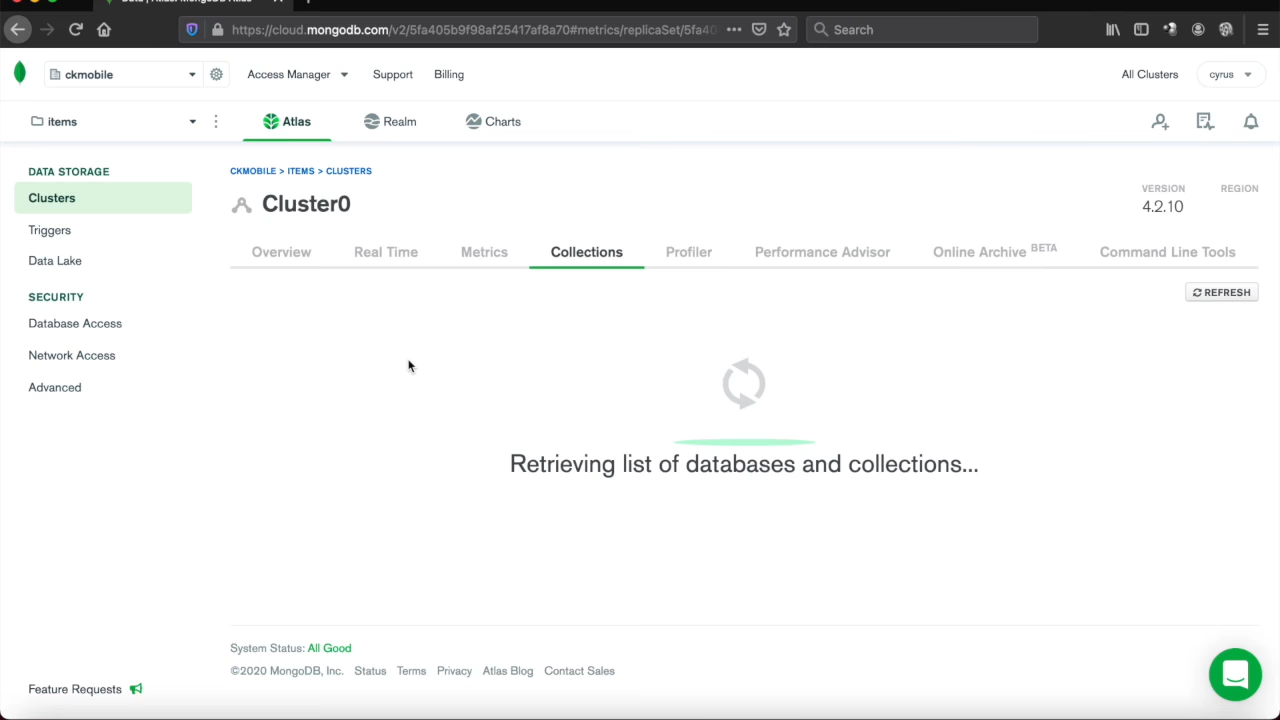 https://cloud.mongodb.com/v2/5fa405b9f98af25417af8a70#metrics/replicaSet/5fa40
Search
ckmobile
Access Manager
Support
Billing
All Clusters
cyrus
items
Atlas
Realm
Charts
DATA STORAGE
Clusters
Triggers
Data Lake
SECURITY
Database Access
Network Access
Advanced
CKMOBILE > ITEMS > CLUSTERS
Cluster0
VERSION
4.2.10
REGION
Overview
Real Time
Metrics
Collections
Profiler
Performance Advisor
Online Archive BETA
Command Line Tools
REFRESH
Retrieving list of databases and collections...
System Status: All Good
©2020 MongoDB, Inc. Status Terms Privacy Atlas Blog Contact Sales
Feature Requests